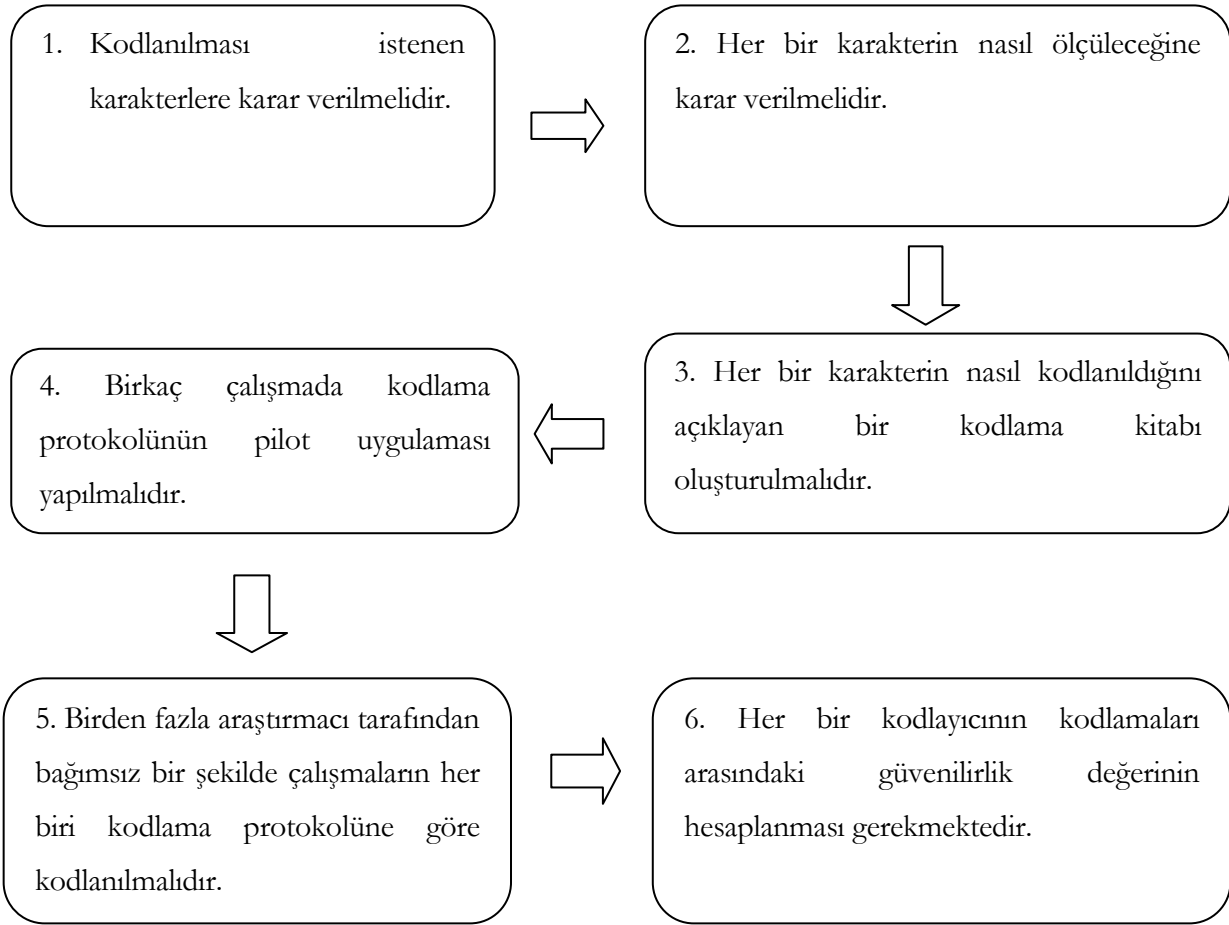 1. Kodlanılması istenen
karakterlere karar verilmelidir.
2. Her bir karakterin nasıl ölçüleceğine
karar verilmelidir.
3. Her bir karakterin nasıl kodlanıldığını
açıklayan bir kodlama kitabı
oluşturulmalıdır.
4. Birkaç çalışmada kodlama
protokolünün pilot uygulaması
yapılmalıdır.
5. Birden fazla araştırmacı tarafından
bağımsız bir şekilde çalışmaların her
biri kodlama protokolüne göre
kodlanılmalıdır.
6. Her bir kodlayıcının kodlamaları
arasındaki güvenilirlik değerinin
hesaplanması gerekmektedir.